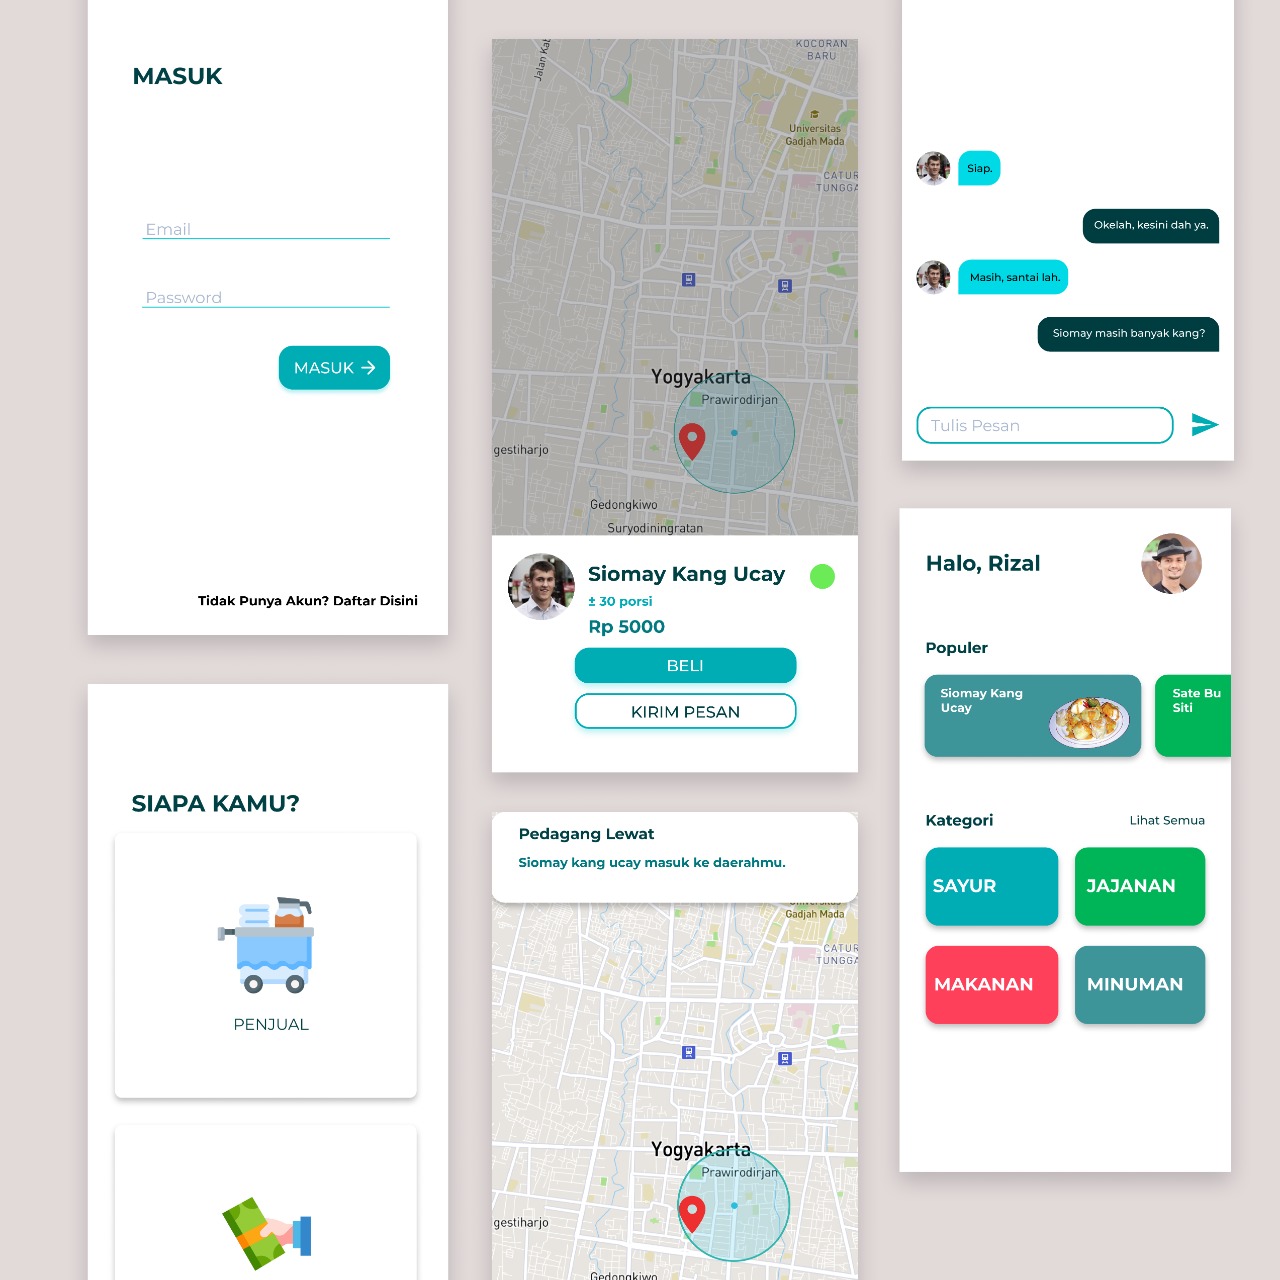 MASUK
Email
Password
MASUK
Tidak Punya Akun? Daftar Disini
SIAPA KAMU?
PENJUAL
KOCORAN
BARU
Universitas
Gadjah Mada
CATUR
TUNGGA
Yogyakarta
Prawirodirjan
gestiharjo
Gedongkiwo
Suryodiningratan
Siomay Kang Ucay
± 30 porsi
Rp 5000
BELI
KIRIM PESAN
Pedagang Lewat
Siomay kang ucay masuk ke daerahmu.
Universitas
Gadjah Mada
CATUR
TUNGGA
Yogyakarta
Prawirodirjan
gestiharjo
Gedongkiwo
Siap.
Okelah, kesini dah ya.
Masih, santai lah.
Siomay masih banyak kang?
Tulis Pesan
Halo, Rizal
Populer
Siomay Kang
Ucay
Sate Bu
Siti
Kategori
Lihat Semua
SAYUR
JAJANAN
MAKANAN
MINUMAN